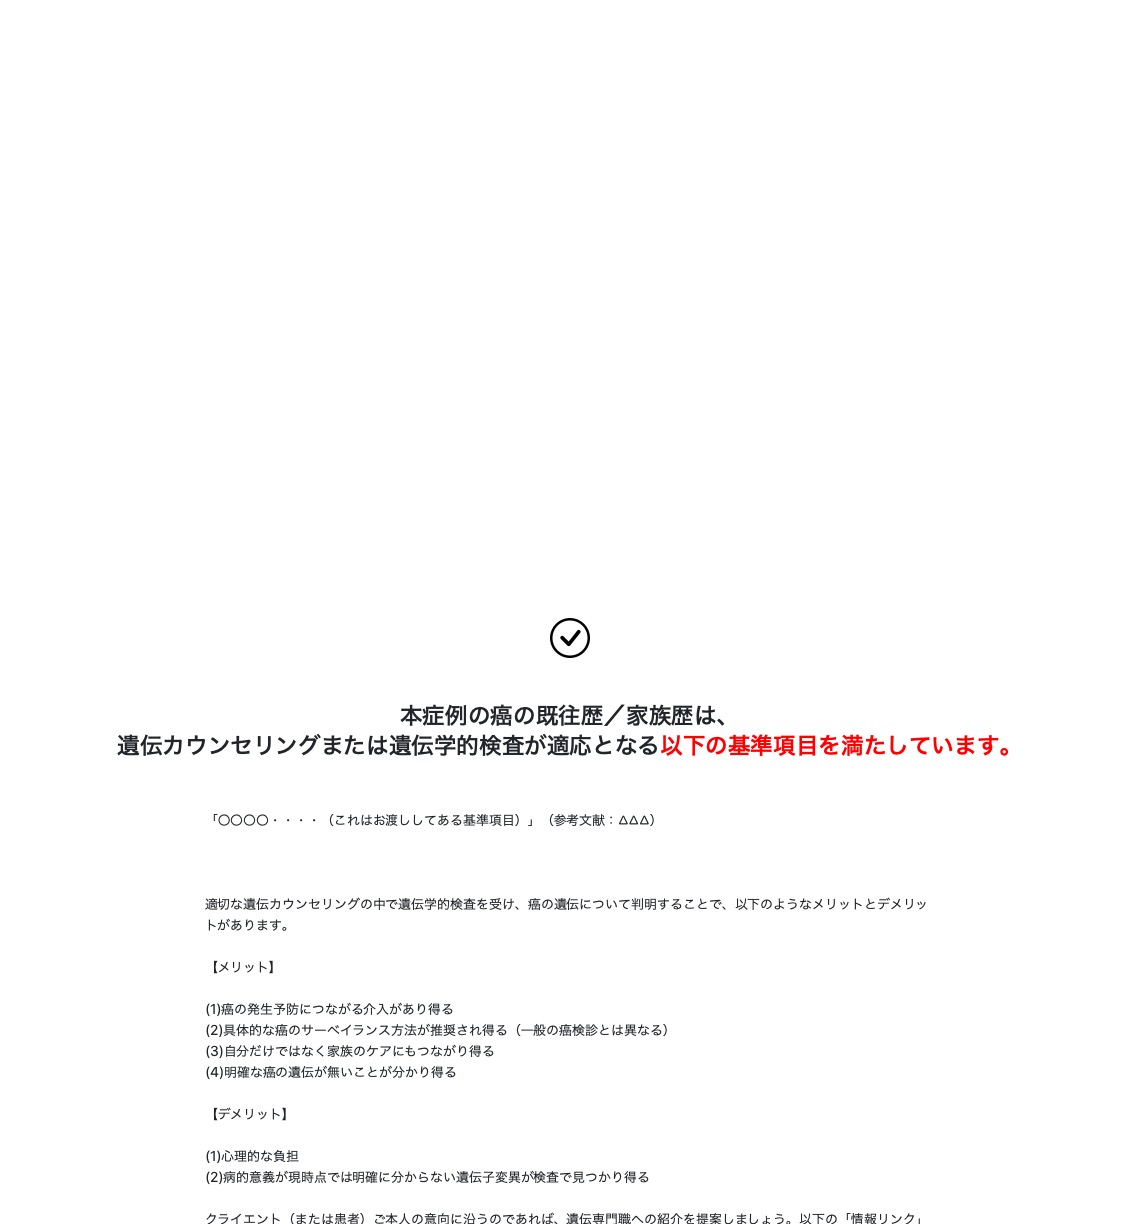 本症例の癌の既往歴／家族歴は、
遺伝カウンセリングまたは遺伝学的検査が適応となる以下の基準項目を満たしています。
「〇〇〇〇・・・・（これはお渡ししてある基準項目）」（参考文献：△△△）
適切な遺伝カウンセリングの中で遺伝学的検査を受け、癌の遺伝について判明することで、以下のようなメリットとデメリッ
トがあります。
【メリット】
(1)癌の発生予防につながる介入があり得る
(2)具体的な癌のサーベイランス方法が推奨され得る（一般の癌検診とは異なる）
(3)自分だけではなく家族のケアにもつながり得る
(4)明確な癌の遺伝が無いことが分かり得る
【デメリット】
(1)心理的な負担
(2)病的意義が現時点では明確に分からない遺伝子変異が検査で見つかり得る
クライエント（または患者）ご本人の意向に沿うのであれば、遺伝専門職への紹介を提案しましょう。以下の「情報リンク」